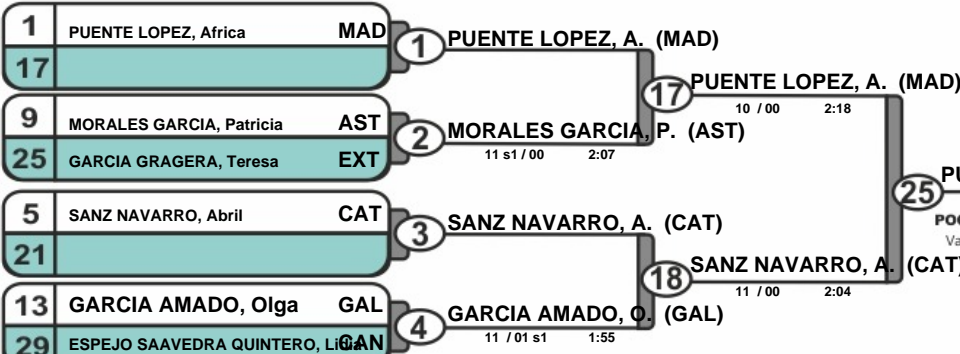 1 PUENTE LOPEZ, Africa MAD
17
1 PUENTE LOPEZ, A. (MAD)
9 MORALES GARCIA, Patricia AST
25 GARCIA GRAGERA, Teresa EXT
2 MORALES GARCIA, P. (AST)
11 s1 / 00 2:07
17 PUENTE LOPEZ, A. (MAD)
10 / 00 2:18
5 SANZ NAVARRO, Abril CAT
21
3 SANZ NAVARRO, A. (CAT)
13 GARCIA AMADO, Olga GAL
29 ESPEJO SAAVEDRA QUINTERO, CAN
4 GARCIA AMADO, O. (GAL)
11 / 01 s1 1:55
18 SANZ NAVARRO, A. (CAT)
11 / 00 2:04
25